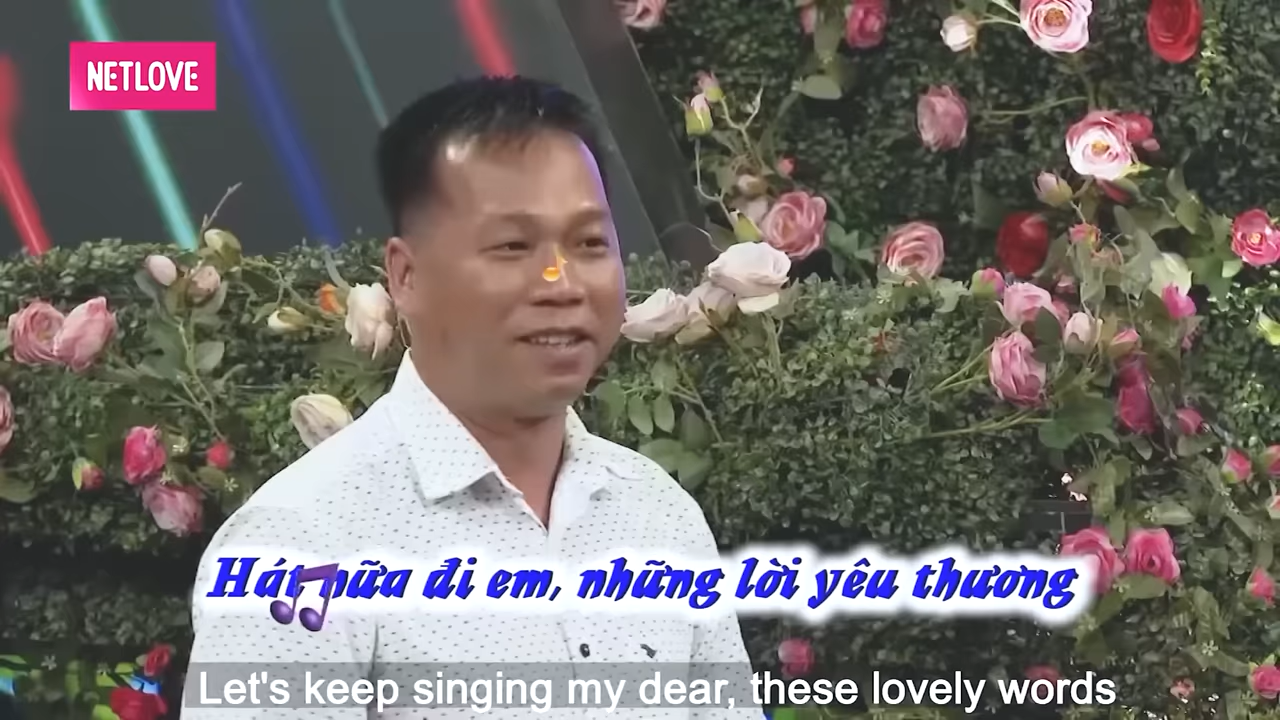 NETLOVE
Hát nữa đi em, những lời yêu thương
Let's keep singing my dear, these lovely words